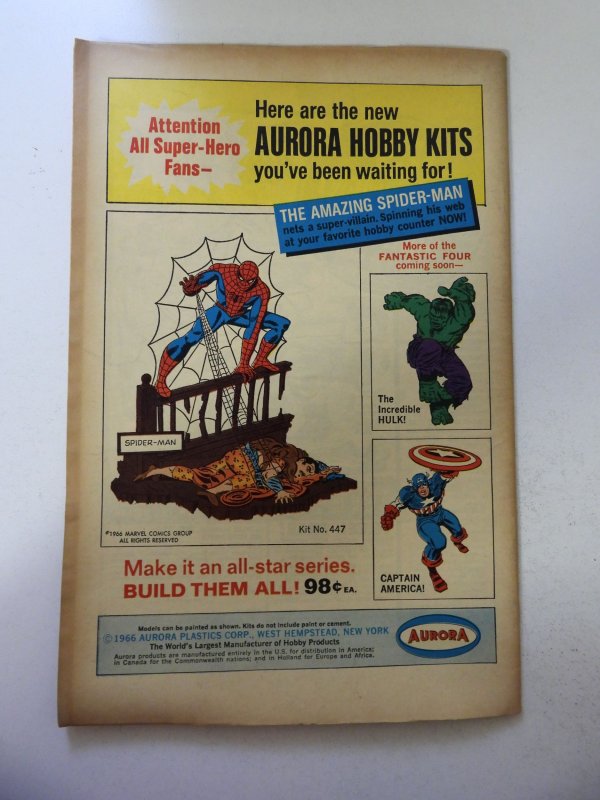 Attention
All Super-Hero
Fans—
Here are the new
AURORA HOBBY KITS
you've been waiting for!
THE AMAZING SPIDER-MAN
nets a super-villain. Spinning his web
at your favorite hobby counter NOW!
More of the
FANTASTIC FOUR
coming soon—
The
Incredible
HULK!
SPIDER-MAN
©1966 MARVEL COMICS GROUP
ALL RIGHTS RESERVED
Kit No. 447
CAPTAIN
AMERICA!
Make it an all-star series.
BUILD THEM ALL! 98¢ EA.
Models can be painted as shown. Kits do not include paint or cement.
©1966 AURORA PLASTICS CORP., WEST HEMPSTEAD, NEW YORK
The World's Largest Manufacturer of Hobby Products
Aurora products are manufactured entirely in the U.S. for distribution in America;
in Canada for the Commonwealth nations; and in Holland for Europe and Africa.
AURORA